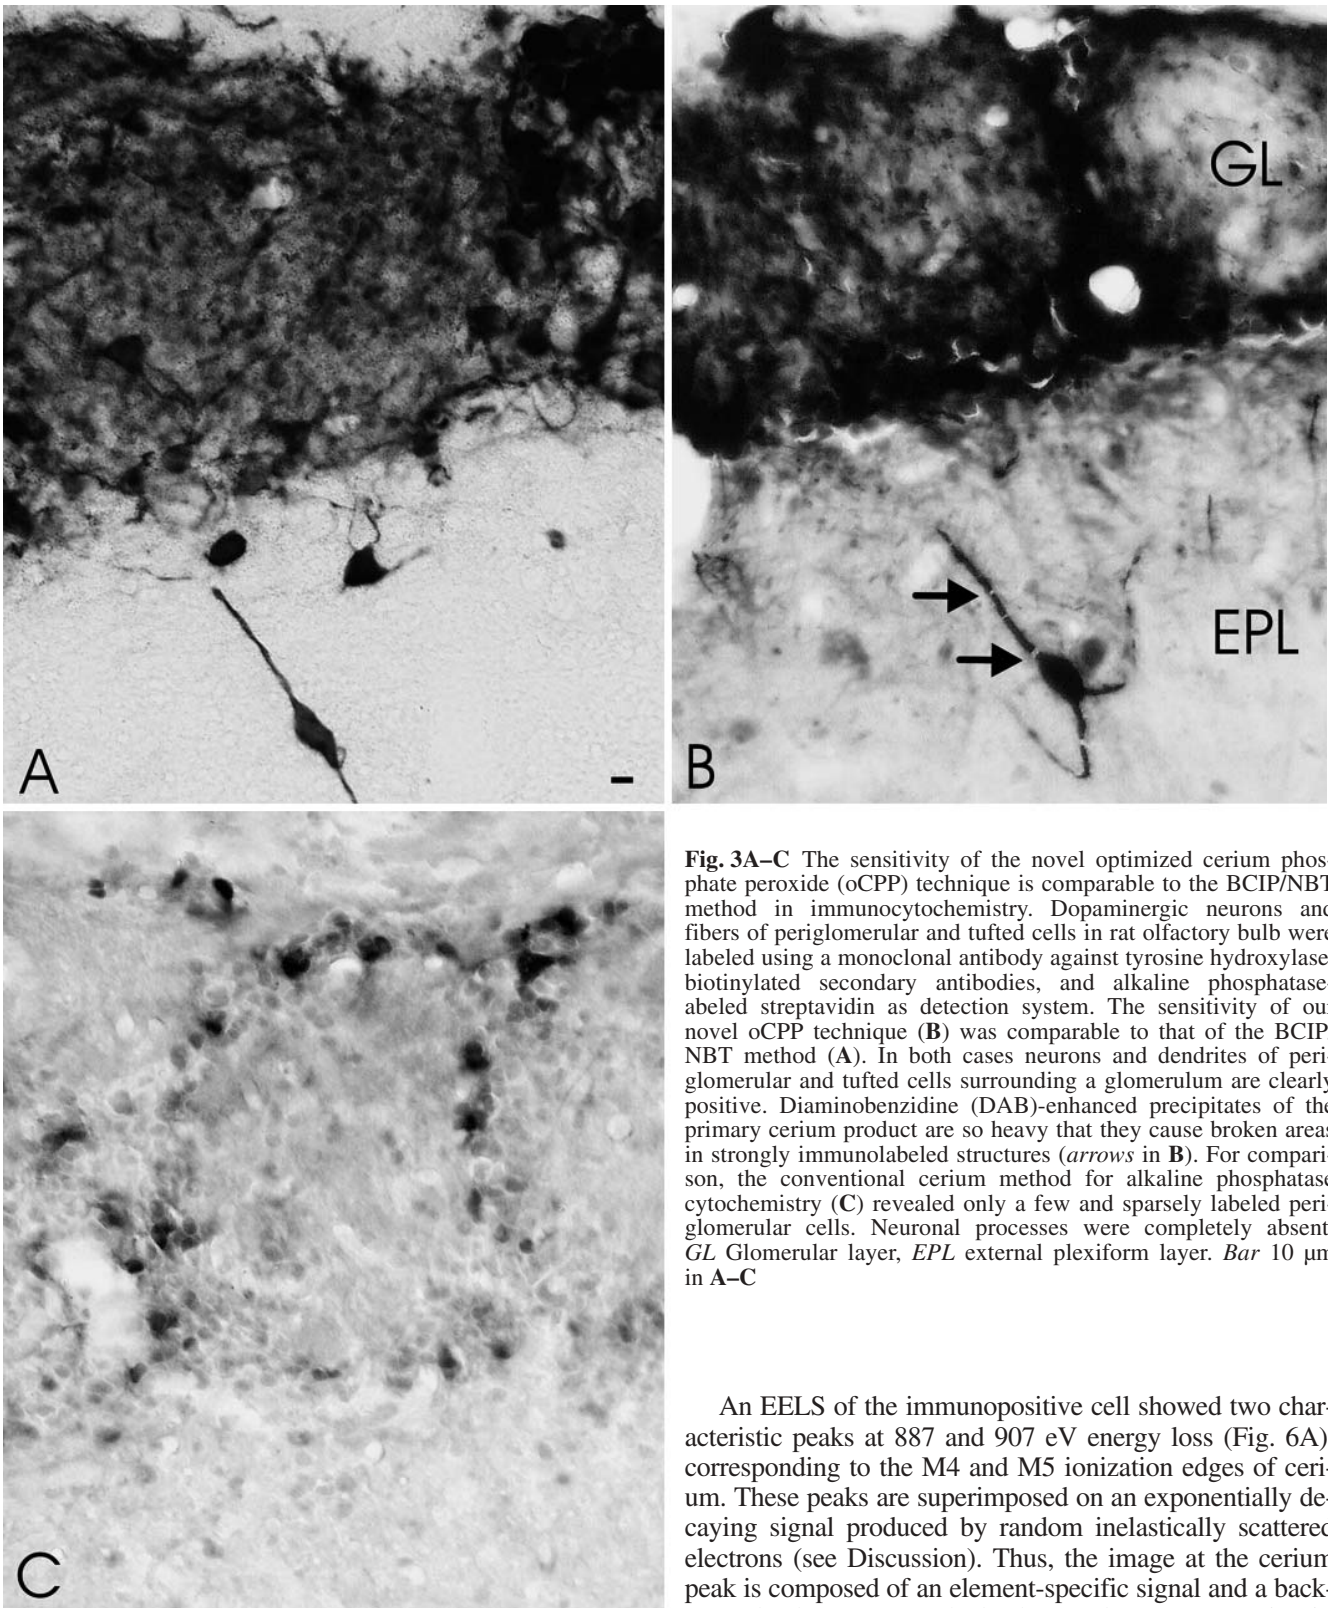 A
B
GL
EPL
C
Fig. 3A–C The sensitivity of the novel optimized cerium phos-
phate peroxide (oCPP) technique is comparable to the BCIP/NBT
method in immunocytochemistry. Dopaminergic neurons and
fibers of periglomerular and tufted cells in rat olfactory bulb were
labeled using a monoclonal antibody against tyrosine hydroxylase
biotinylated secondary antibodies, and alkaline phosphatase-
abeled streptavidin as detection system. The sensitivity of ou
novel oCPP technique (B) was comparable to that of the BCIP
NBT method (A). In both cases neurons and dendrites of peri-
glomerular and tufted cells surrounding a glomerulum are clearly
positive. Diaminobenzidine (DAB)-enhanced precipitates of the
primary cerium product are so heavy that they cause broken areas
in strongly immunolabeled structures (arrows in B). For compari-
son, the conventional cerium method for alkaline phosphatase
cytochemistry (C) revealed only a few and sparsely labeled peri-
glomerular cells. Neuronal processes were completely absent
GL Glomerular layer, EPL external plexiform layer. Bar 10 µm
in A–C
An EELS of the immunopositive cell showed two char-
acteristic peaks at 887 and 907 eV energy loss (Fig. 6A)
corresponding to the M4 and M5 ionization edges of ceri-
um. These peaks are superimposed on an exponentially de-
caying signal produced by random inelastically scattered
electrons (see Discussion). Thus, the image at the cerium
peak is composed of an element-specific signal and a back-